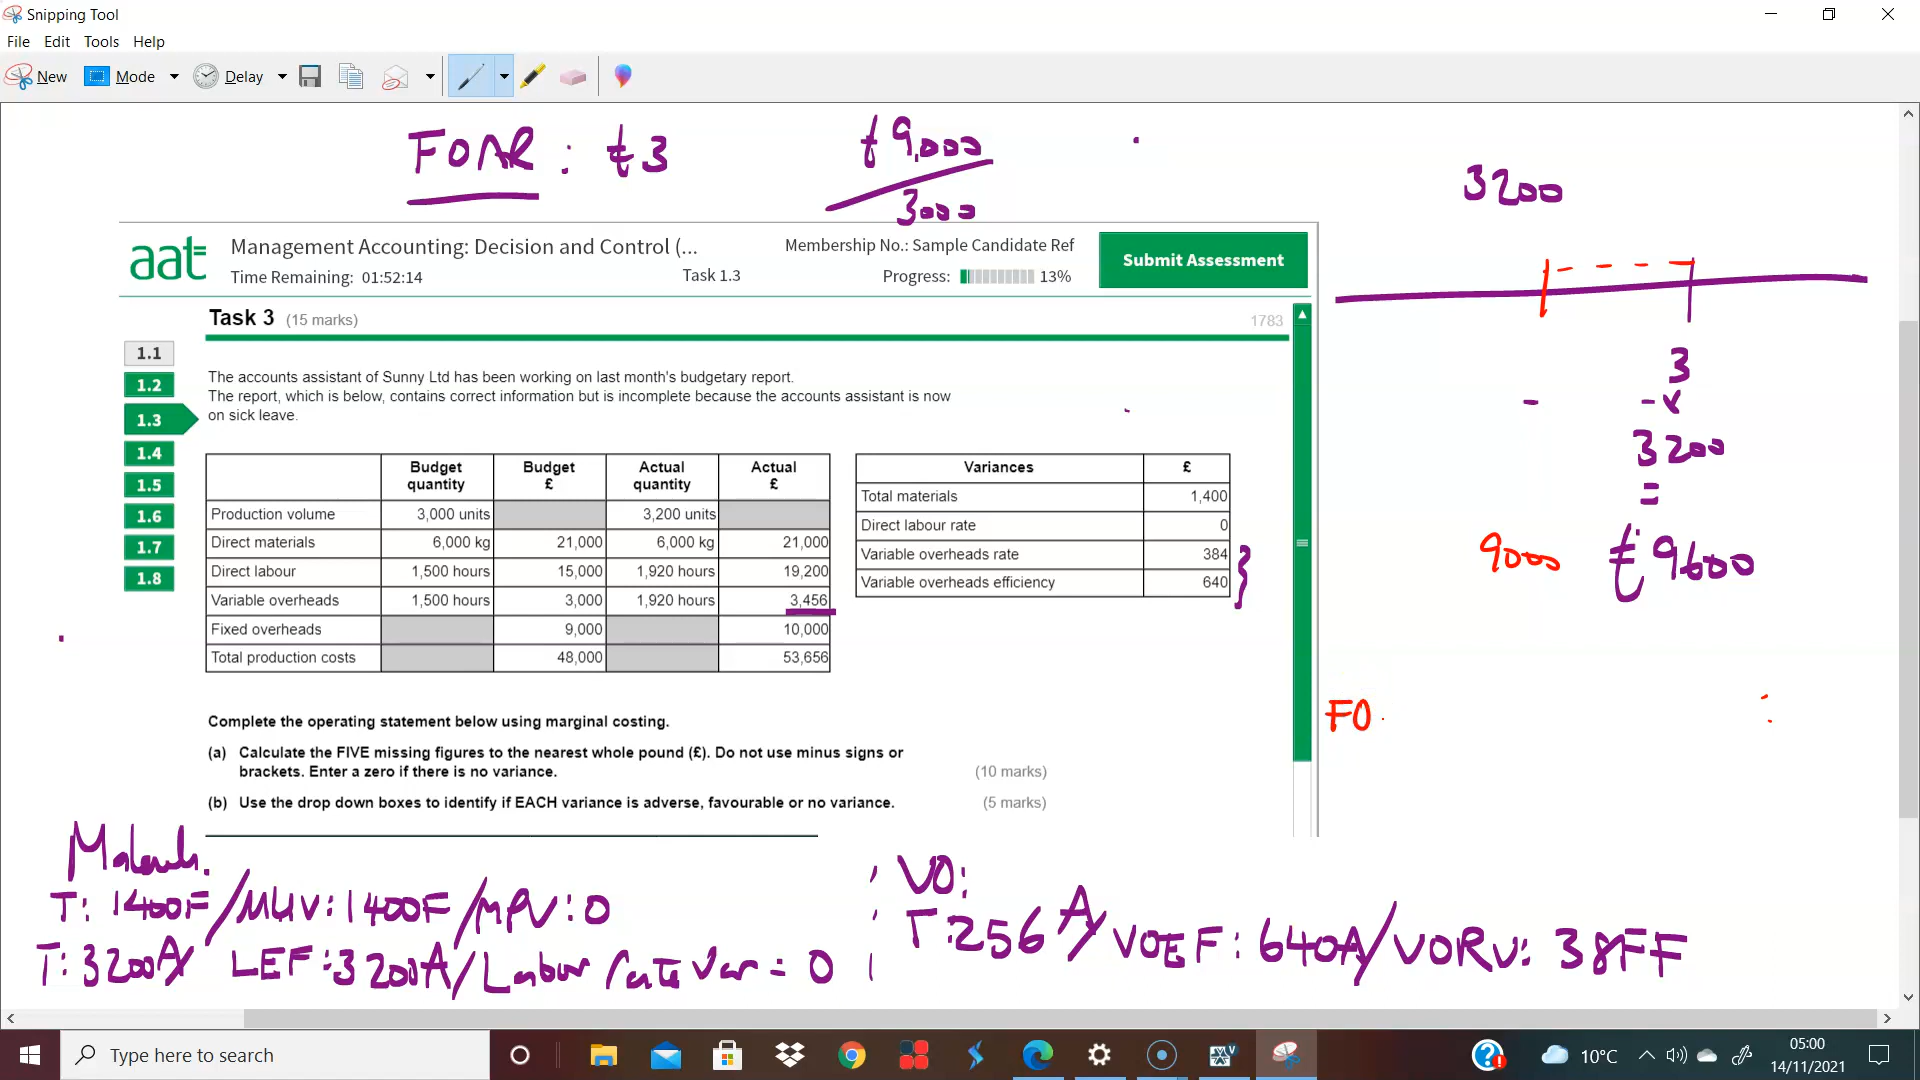 Snipping Tool
File Edit Tools Help
New Mode Delay
FOAR : £3
£9,000
3000
3200
aat
Management Accounting: Decision and Control (...
Membership No.: Sample Candidate Ref
Submit Assessment
Time Remaining: 01:52:14
Task 1.3
Progress: 13%
Task 3 (15 marks)
1783
1.1
1.2
1.3
1.4
1.5
1.6
1.7
1.8
The accounts assistant of Sunny Ltd has been working on last month's budgetary report.
The report, which is below, contains correct information but is incomplete because the accounts assistant is now
on sick leave.
Budget quantity Budget £ Actual quantity Actual £
Production volume 3,000 units 3,200 units
Direct materials 6,000 kg 21,000 6,000 kg 21,000
Direct labour 1,500 hours 15,000 1,920 hours 19,200
Variable overheads 1,500 hours 3,000 1,920 hours 3,456
Fixed overheads 9,000 10,000
Total production costs 48,000 53,656
Variances £
Total materials 1,400
Direct labour rate 0
Variable overheads rate 384
Variable overheads efficiency 640
3
- - x
3200
=
9000 £9600
FO
Complete the operating statement below using marginal costing.
(a) Calculate the FIVE missing figures to the nearest whole pound (£). Do not use minus signs or
brackets. Enter a zero if there is no variance.
(10 marks)
(b) Use the drop down boxes to identify if EACH variance is adverse, favourable or no variance.
(5 marks)
T: 1400F/MUV: 1400F/MPV: 0
T: 3200A/ LEF: 3200A/Labour rate Var = 0
VO:
T: 256A/VOEF: 640A/VORV: 38FF
Type here to search
10°C
05:00
14/11/2021